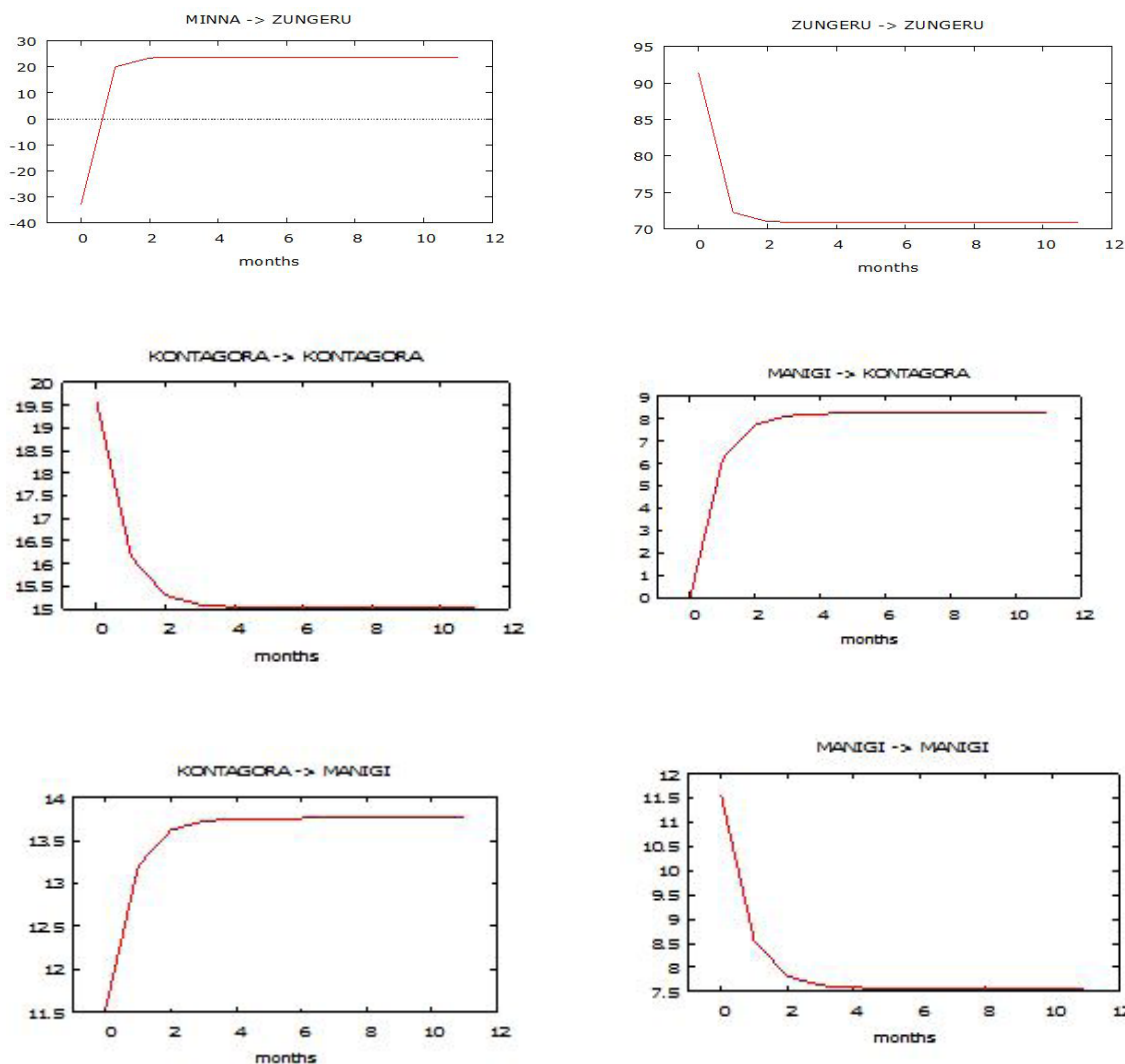 MINNA -> ZUNGERU
30
20
10
0
-10
-20
-30
-40
0 2 4 6 8 10 12
months
ZUNGERU -> ZUNGERU
95
90
85
80
75
70
0 2 4 6 8 10 12
months
KONTAGORA -> KONTAGORA
20
19.5
19
18.5
18
17.5
17
16.5
16
15.5
15
0 2 4 6 8 10 12
months
MANIGI -> KONTAGORA
9
8
7
6
5
4
3
2
1
0
0 2 4 6 8 10 12
months
KONTAGORA -> MANIGI
14
13.5
13
12.5
12
11.5
0 2 4 6 8 10 12
months
MANIGI -> MANIGI
12
11.5
11
10.5
10
9.5
9
8.5
8
7.5
0 2 4 6 8 10 12
months